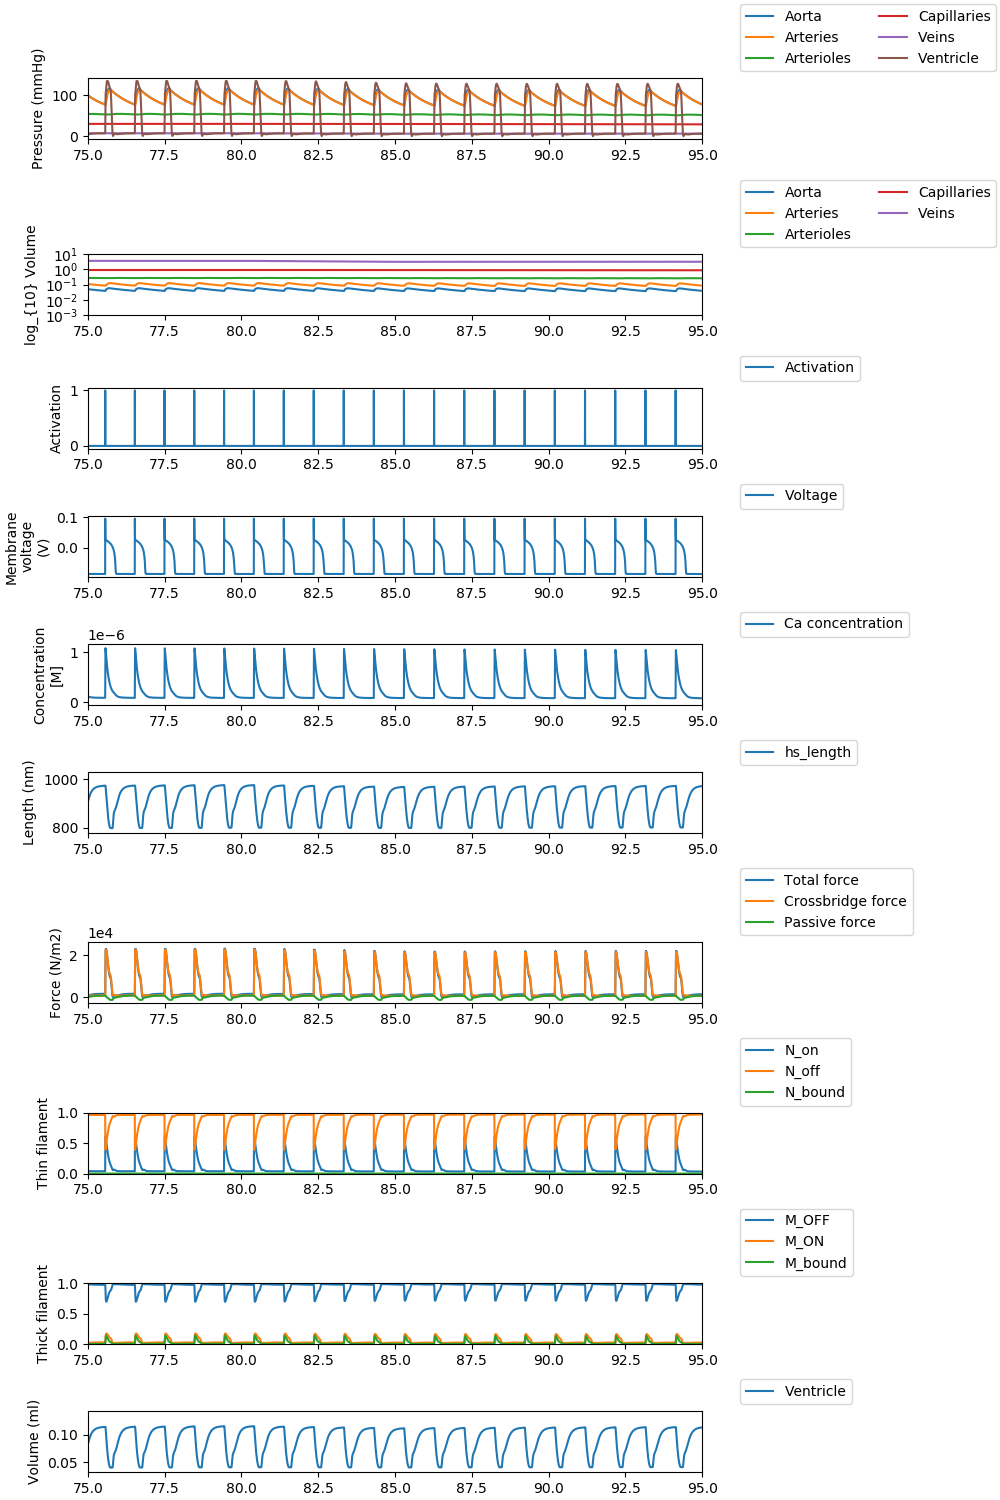 Aorta
Arteries
Arterioles
Capillaries
Veins
Ventricle
Pressure (mmHg)
100
0
75.0 77.5 80.0 82.5 85.0 87.5 90.0 92.5 95.0
Aorta
Arteries
Arterioles
Capillaries
Veins
log_{10} Volume
10^1
10^0
10^-1
10^-2
10^-3
75.0 77.5 80.0 82.5 85.0 87.5 90.0 92.5 95.0
Activation
Activation
1
0
75.0 77.5 80.0 82.5 85.0 87.5 90.0 92.5 95.0
Voltage
Membrane
voltage
(V)
0.1
0.0
75.0 77.5 80.0 82.5 85.0 87.5 90.0 92.5 95.0
Ca concentration
Concentration
[M]
1e−6
1
0
75.0 77.5 80.0 82.5 85.0 87.5 90.0 92.5 95.0
hs_length
Length (nm)
1000
800
75.0 77.5 80.0 82.5 85.0 87.5 90.0 92.5 95.0
Total force
Crossbridge force
Passive force
Force (N/m2)
1e4
2
0
75.0 77.5 80.0 82.5 85.0 87.5 90.0 92.5 95.0
N_on
N_off
N_bound
Thin filament
1.0
0.5
0.0
75.0 77.5 80.0 82.5 85.0 87.5 90.0 92.5 95.0
M_OFF
M_ON
M_bound
Thick filament
1.0
0.5
0.0
75.0 77.5 80.0 82.5 85.0 87.5 90.0 92.5 95.0
Ventricle
Volume (ml)
0.10
0.05
75.0 77.5 80.0 82.5 85.0 87.5 90.0 92.5 95.0